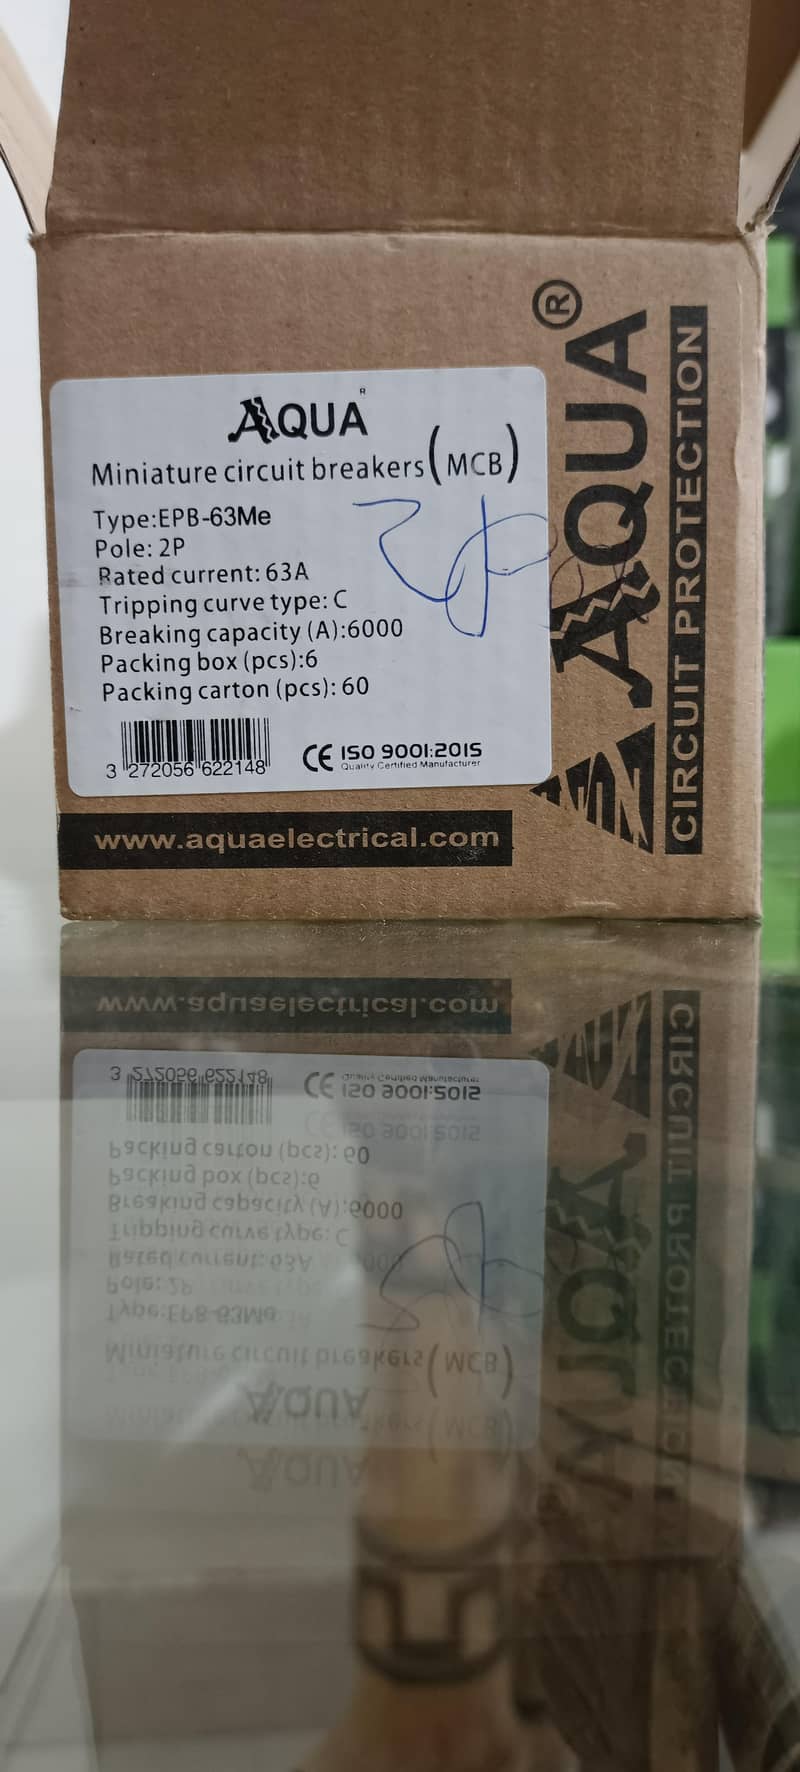 AQUA
Miniature circuit breakers (MCB)
Type:EPB-63Me
Pole: 2P
Rated current: 63A
Tripping curve type: C
Breaking capacity (A):6000
Packing box (pcs):6
Packing carton (pcs): 60
3 272056 622148
CE ISO 9001:2015
Quality Certified Manufacturer
2P
www.aquaelectrical.com
AQUA®
CIRCUIT PROTECTION